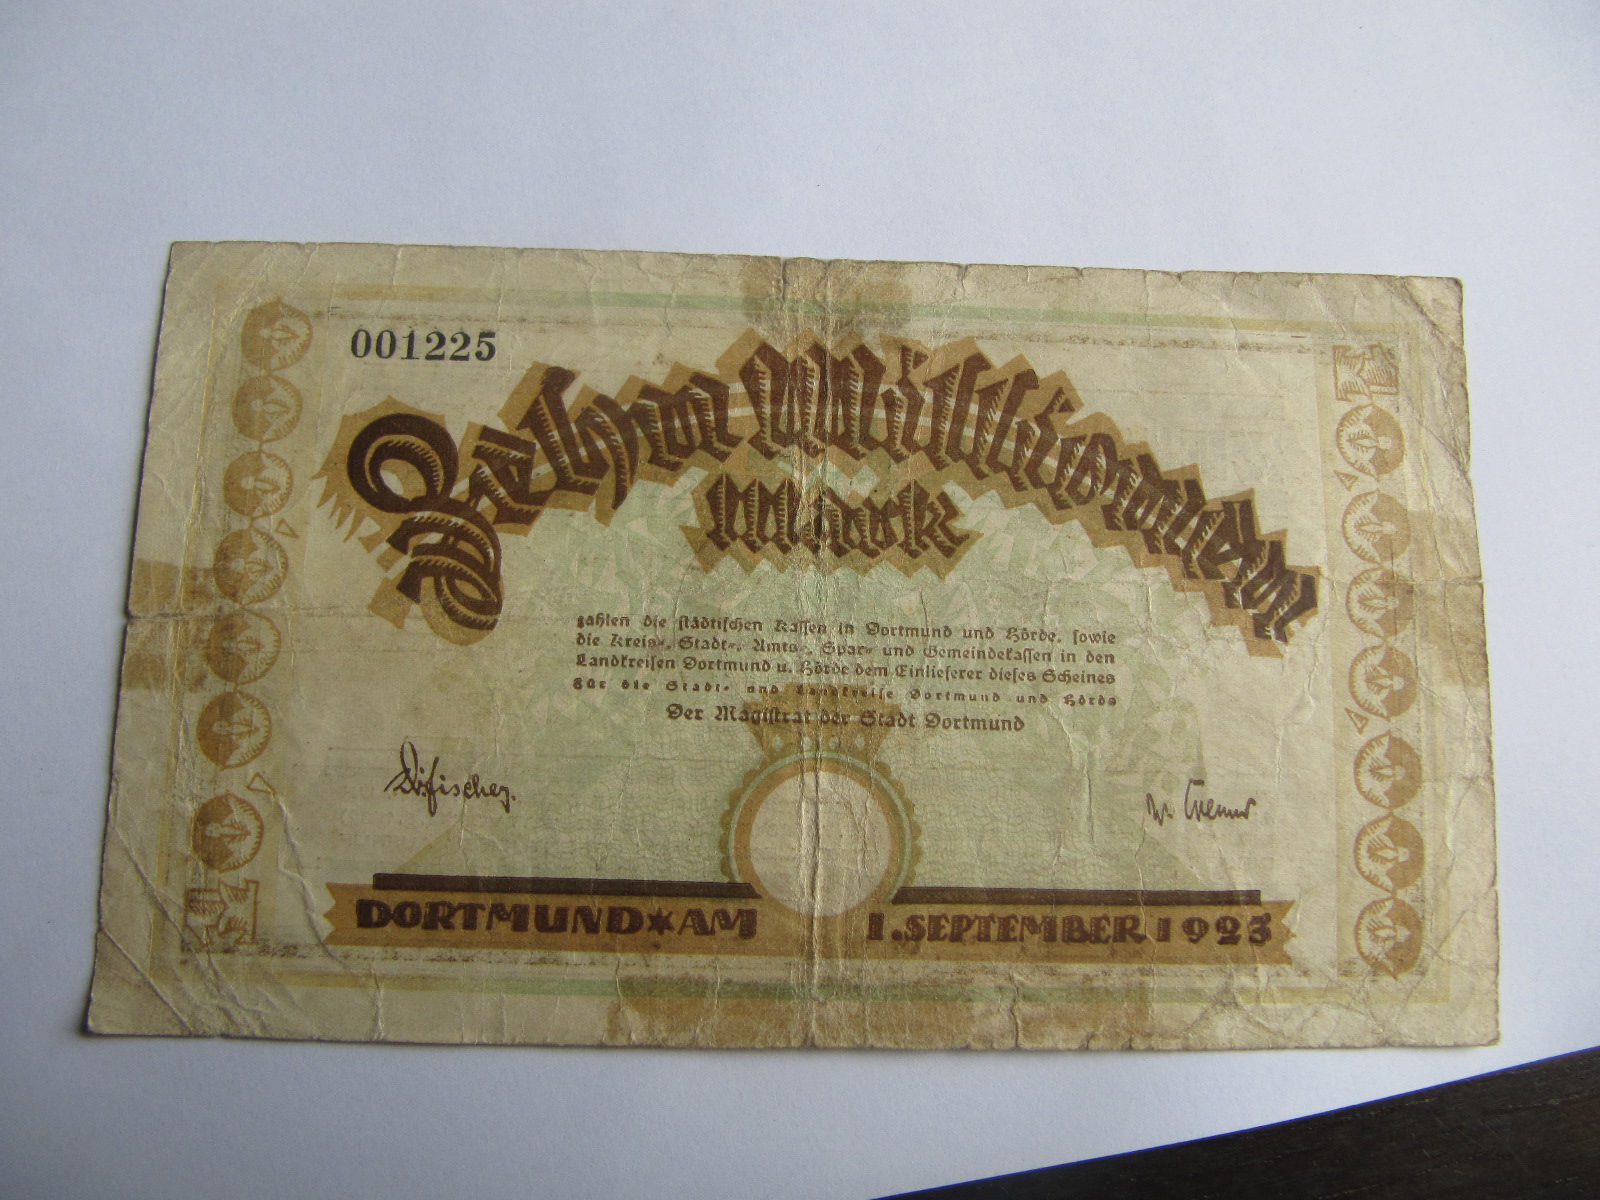 001225
Zehn Millionen
mark
zahlen die städtischen Kassen in Dortmund und Hörde, sowie
die Kreis-, Stadt-, Amts-, Spar- und Gemeindekassen in den
Landkreisen Dortmund u. Hörde dem Einlieferer dieses Scheines
Für die Stadt- und Landkreise Dortmund und Hörde
Der Magistrat der Stadt Dortmund
DORTMUND * AM 1. SEPTEMBER 1923